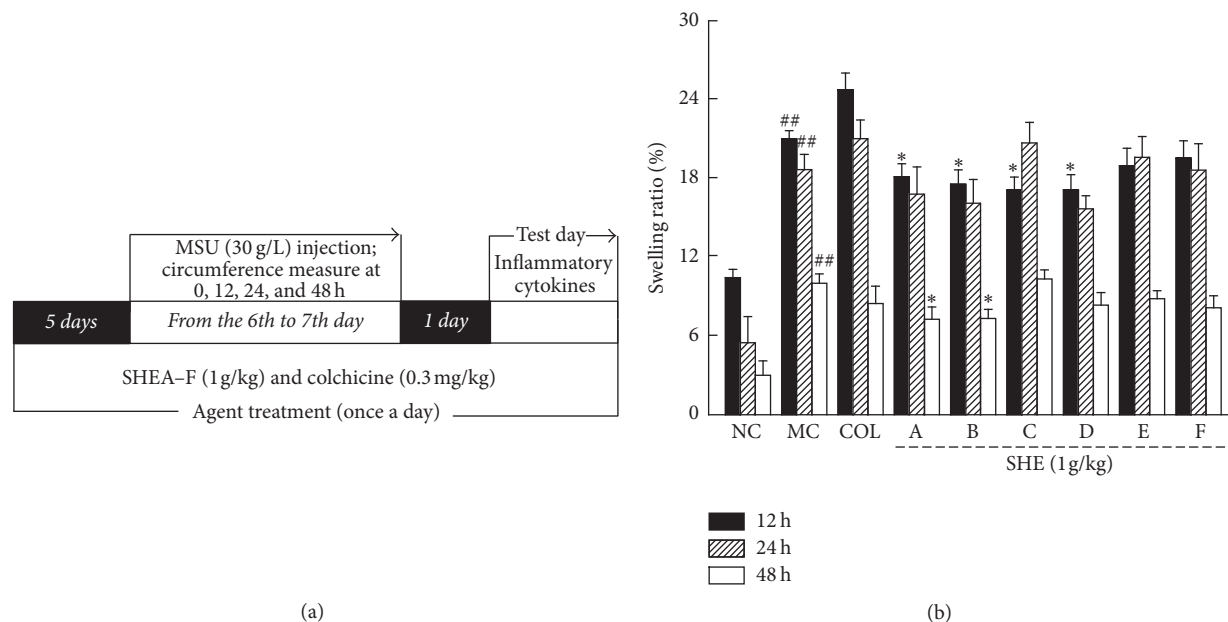 MSU (30 g/L) injection;
circumference measure at
0, 12, 24, and 48 h
Test day
Inflammatory
cytokines
5 days
From the 6th to 7th day
1 day
SHEA–F (1g/kg) and colchicine (0.3 mg/kg)
Agent treatment (once a day)
(a)
Swelling ratio (%)
30
24
18
12
6
0
##
##
##
*
*
*
*
*
*
NC
MC
COL
A
B
C
D
E
F
SHE (1g/kg)
12 h
24 h
48 h
(b)